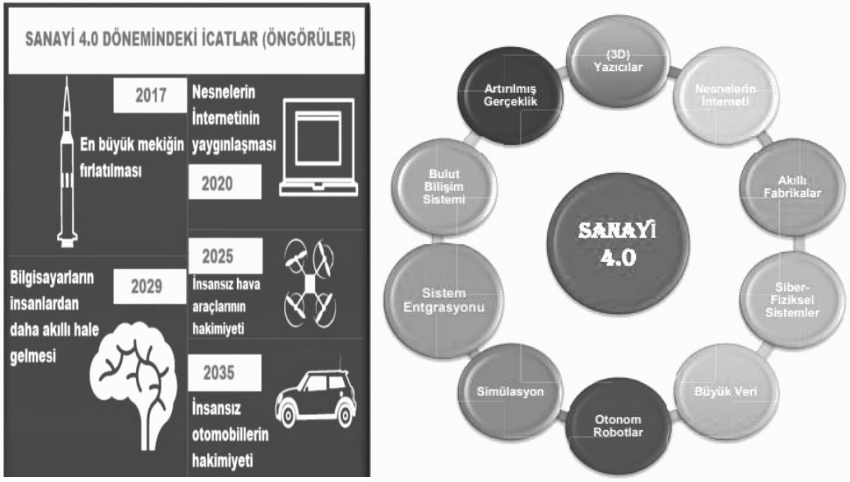 SANAYİ 4.0 DÖNEMİNDEKİ İCATLAR (ÖNGÖRÜLER)
2017
En büyük mekiğin
fırlatılması
Nesnelerin
İnternetinin
yaygınlaşması
2020
2025
İnsansız hava
araçlarının
hakimiyeti
Bilgisayarların
insanlardan
daha akıllı hale
gelmesi
2029
2035
İnsansız
otomobillerin
hakimiyeti
SANAYİ
4.0
(3D)
Yazıcılar
Nesnelerin
İnterneti
Akıllı
Fabrikalar
Siber-
Fiziksel
Sistemler
Büyük Veri
Otonom
Robotlar
Simülasyon
Sistem
Entgrasyonu
Bulut
Bilişim
Sistemi
Artırılmış
Gerçeklik